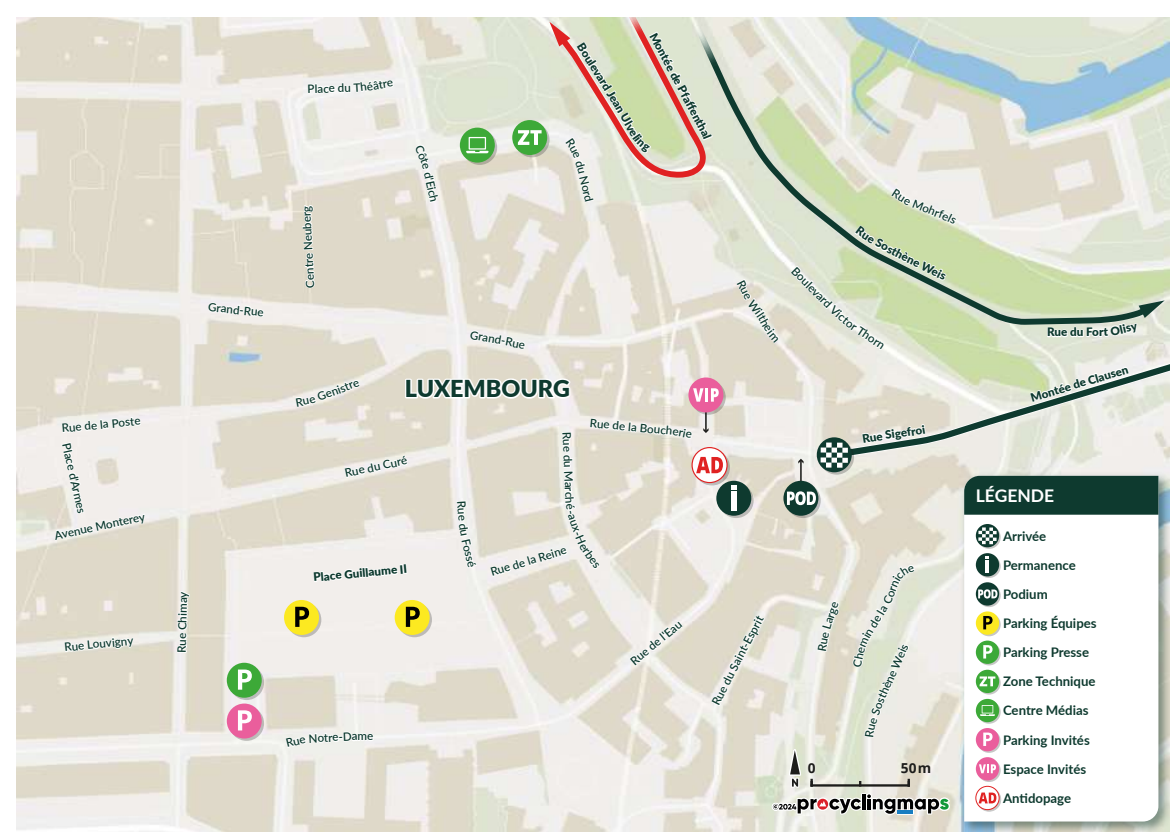 Place du Théâtre
Boulevard Jean Ulveling
Montée de Pfaffenthal
ZT
Côte d'Eich
Rue du Nord
Rue Mohrfels
Centre Neuberg
Rue Sosthène Weis
Boulevard Victor Thorn
Rue Wiltheim
Grand-Rue
Grand-Rue
Rue du Fort Olisy
Montée de Clausen
Rue Genistre
LUXEMBOURG
VIP
Rue de la Poste
Rue de la Boucherie
Rue Sigefroi
Place d'Armes
Rue du Curé
Rue du Marché-aux-Herbes
AD
i
POD
Avenue Monterey
Rue du Fossé
Rue de la Reine
Place Guillaume II
P
P
Rue Chimay
Rue Louvigny
Rue de l'Eau
Rue du Saint-Esprit
Rue Large
Chemin de la Corniche
Rue Sosthène Weis
P
P
Rue Notre-Dame
N
0 50m
©2024 procyclingmaps
LÉGENDE
Arrivée
i Permanence
POD Podium
P Parking Équipes
P Parking Presse
ZT Zone Technique
Centre Médias
P Parking Invités
VIP Espace Invités
AD Antidopage